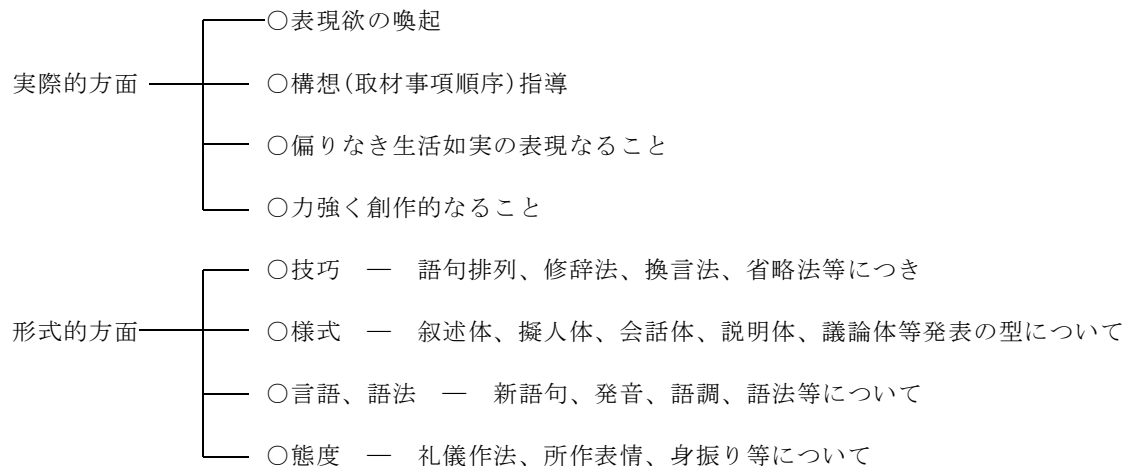 ○表現欲の喚起
実際的方面 ○構想(取材事項順序)指導
○偏りなき生活如実の表現なること
○力強く創作的なること
○技巧 ― 語句排列、修辞法、換言法、省略法等につき
形式的方面 ○様式 ― 叙述体、擬人体、会話体、説明体、議論体等発表の型について
○言語、語法 ― 新語句、発音、語調、語法等について
○態度 ― 礼儀作法、所作表情、身振り等について